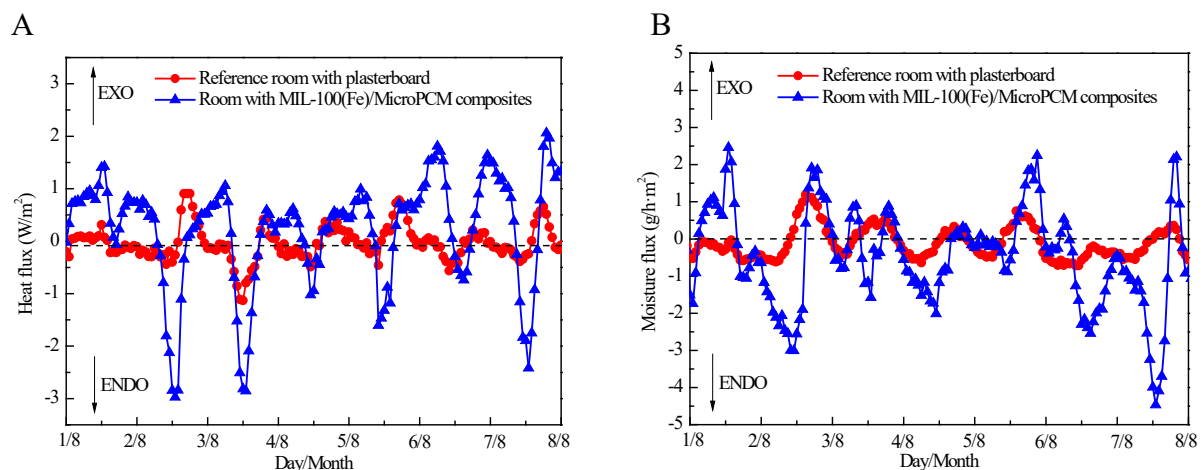 A
3
2
1
0
-1
-2
-3
Heat flux (W/m²)
EXO
ENDO
Reference room with plasterboard
Room with MIL-100(Fe)/MicroPCM composites
1/8 2/8 3/8 4/8 5/8 6/8 7/8 8/8
Day/Month
B
5
4
3
2
1
0
-1
-2
-3
-4
-5
Moisture flux (g/h·m²)
EXO
ENDO
Reference room with plasterboard
Room with MIL-100(Fe)/MicroPCM composites
1/8 2/8 3/8 4/8 5/8 6/8 7/8 8/8
Day/Month